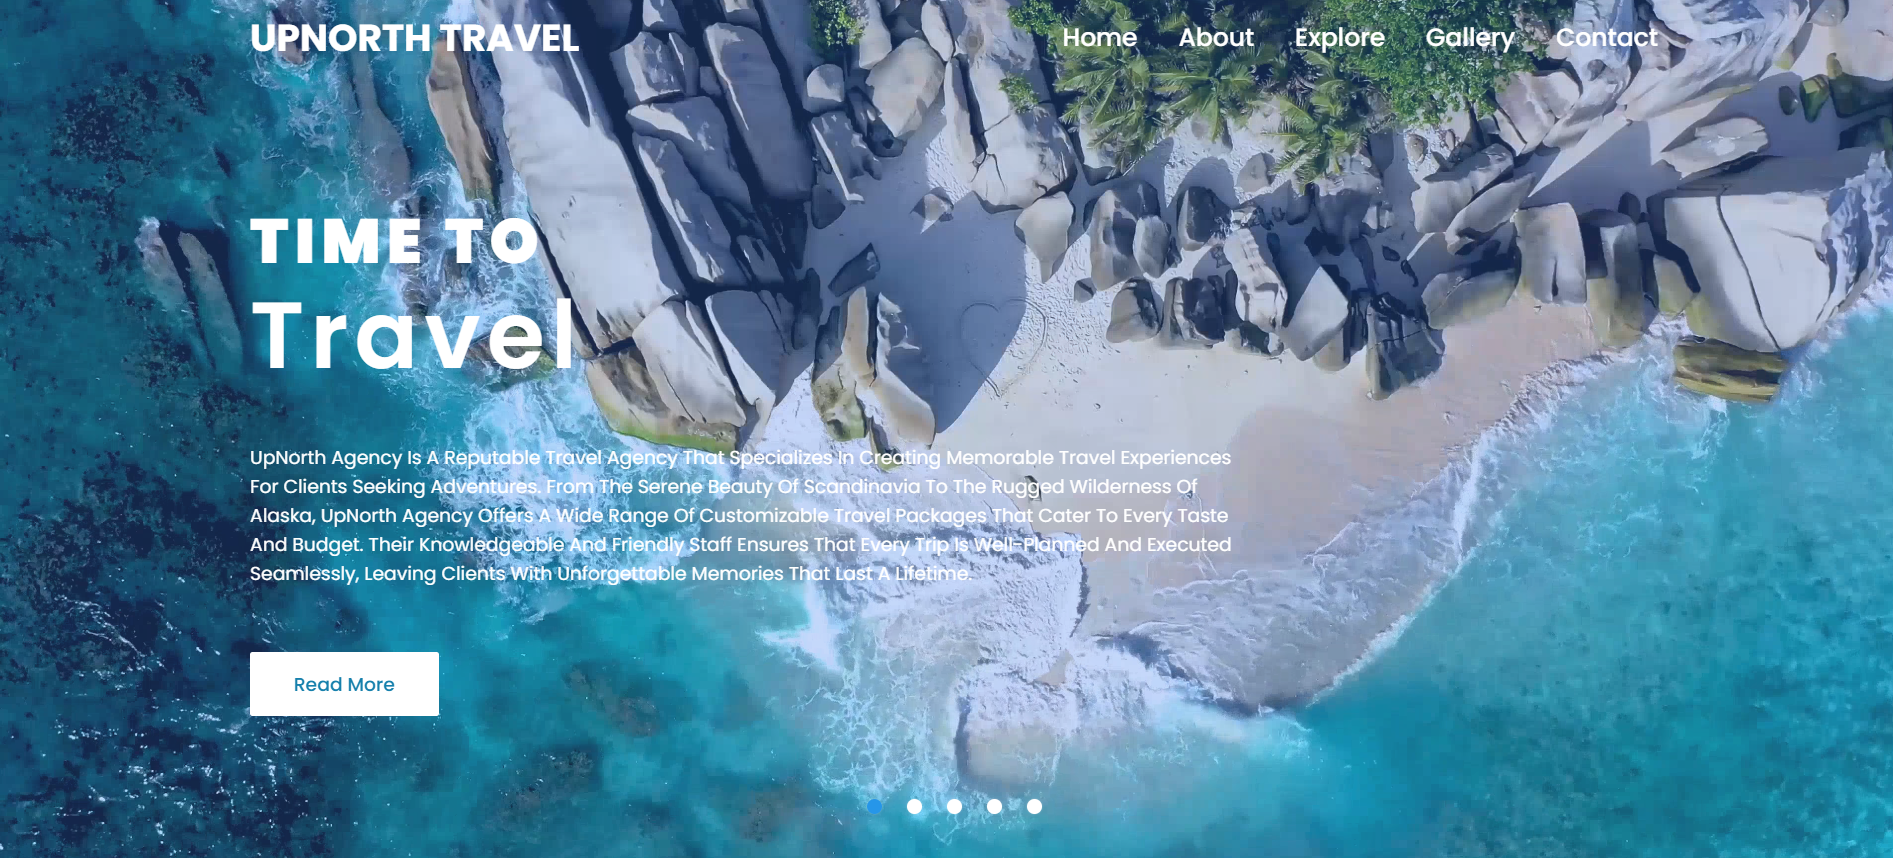 UPNORTH TRAVEL
Home About Explore Gallery Contact
TIME TO
Travel
UpNorth Agency Is A Reputable Travel Agency That Specializes In Creating Memorable Travel Experiences
For Clients Seeking Adventures. From The Serene Beauty Of Scandinavia To The Rugged Wilderness Of
Alaska, UpNorth Agency Offers A Wide Range Of Customizable Travel Packages That Cater To Every Taste
And Budget. Their Knowledgeable And Friendly Staff Ensures That Every Trip Is Well-Planned And Executed
Seamlessly, Leaving Clients With Unforgettable Memories That Last A Lifetime.
Read More